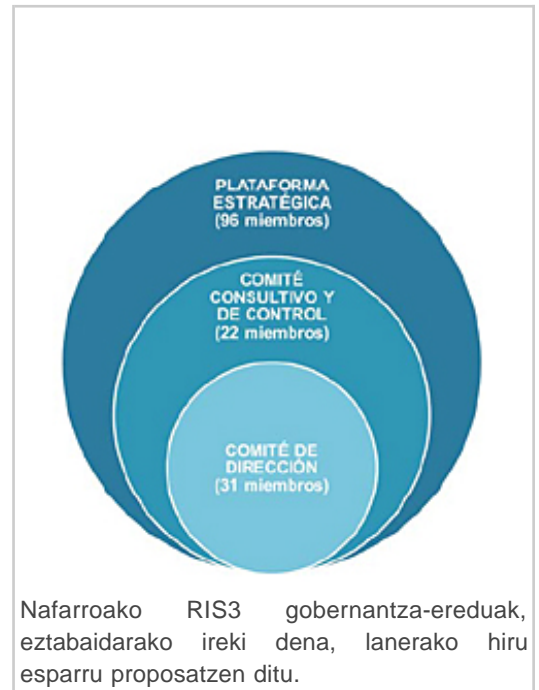 PLATAFORMA
ESTRATÉGICA
(96 miembros)
COMITÉ
CONSULTIVO Y
DE CONTROL
(22 miembros)
COMITÉ DE
DIRECCIÓN
(31 miembros)
Nafarroako RIS3 gobernantza-ereduak,
eztabaidarako ireki dena, lanerako hiru
esparru proposatzen ditu.